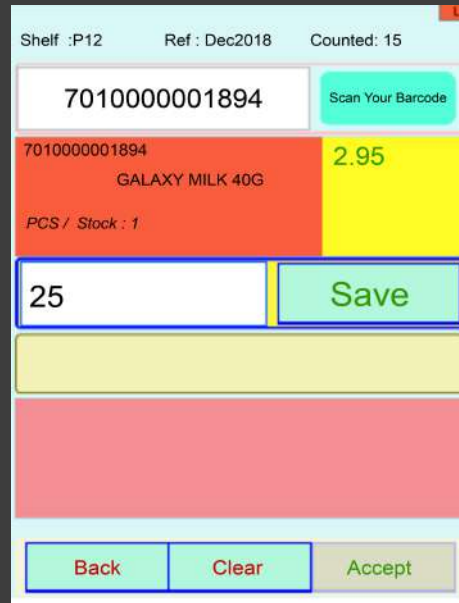 Shelf :P12 Ref : Dec2018 Counted: 15
7010000001894 Scan Your Barcode
7010000001894 2.95
GALAXY MILK 40G
PCS / Stock : 1
25 Save
Back Clear Accept